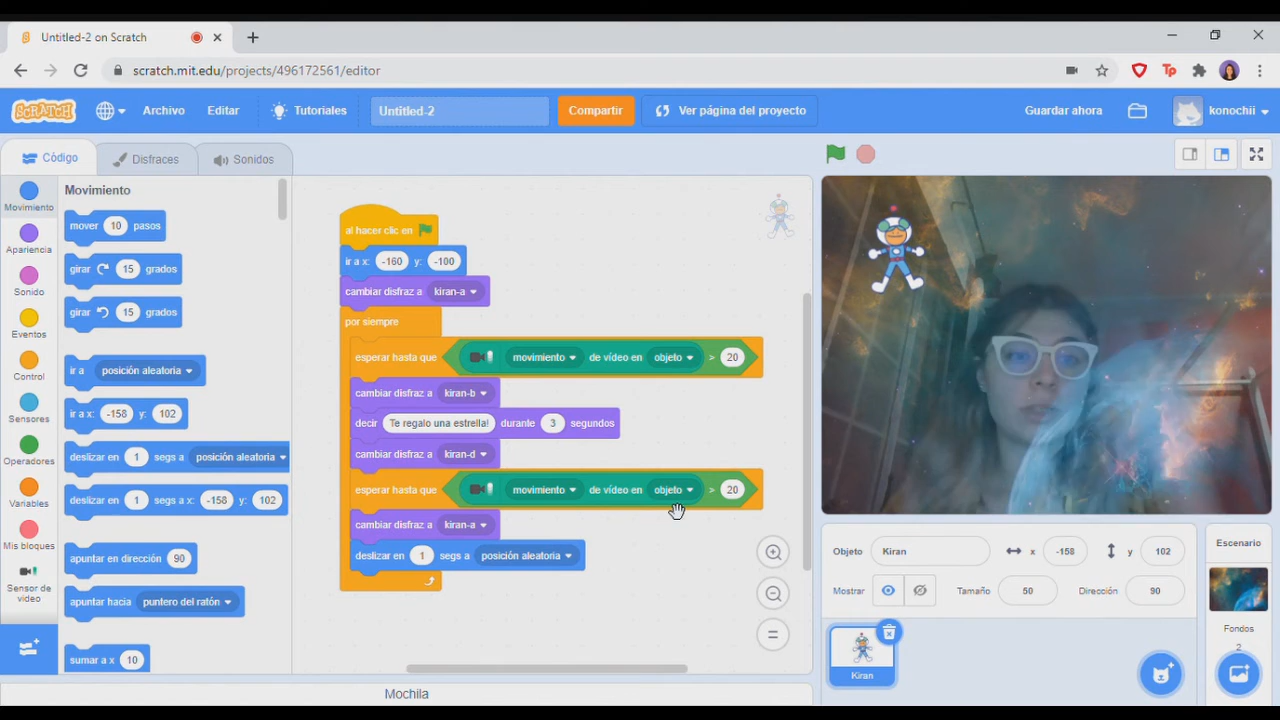 Untitled-2 on Scratch
scratch.mit.edu/projects/496172561/editor
Tp
SCRATCH Archivo Editar Tutoriales Untitled-2 Compartir Ver página del proyecto Guardar ahora konochii
Código Disfraces Sonidos
Movimiento
Apariencia
Sonido
Eventos
Control
Sensores
Operadores
Variables
Mis bloques
Sensor de
video
Movimiento
mover 10 pasos
girar 15 grados
girar 15 grados
ir a posición aleatoria
ir a x: -158 y: 102
deslizar en 1 segs a posición aleatoria
deslizar en 1 segs a x: -158 y: 102
apuntar en dirección 90
apuntar hacia puntero del ratón
sumar a x 10
al hacer clic en
ir a x: -160 y: -100
cambiar disfraz a kiran-a
por siempre
esperar hasta que movimiento de vídeo en objeto > 20
cambiar disfraz a kiran-b
decir Te regalo una estrella! durante 3 segundos
cambiar disfraz a kiran-d
esperar hasta que movimiento de vídeo en objeto > 20
cambiar disfraz a kiran-a
deslizar en 1 segs a posición aleatoria
Objeto Kiran x -158 y 102
Mostrar Tamaño 50 Dirección 90
Kiran
Escenario
Fondos
2
Mochila